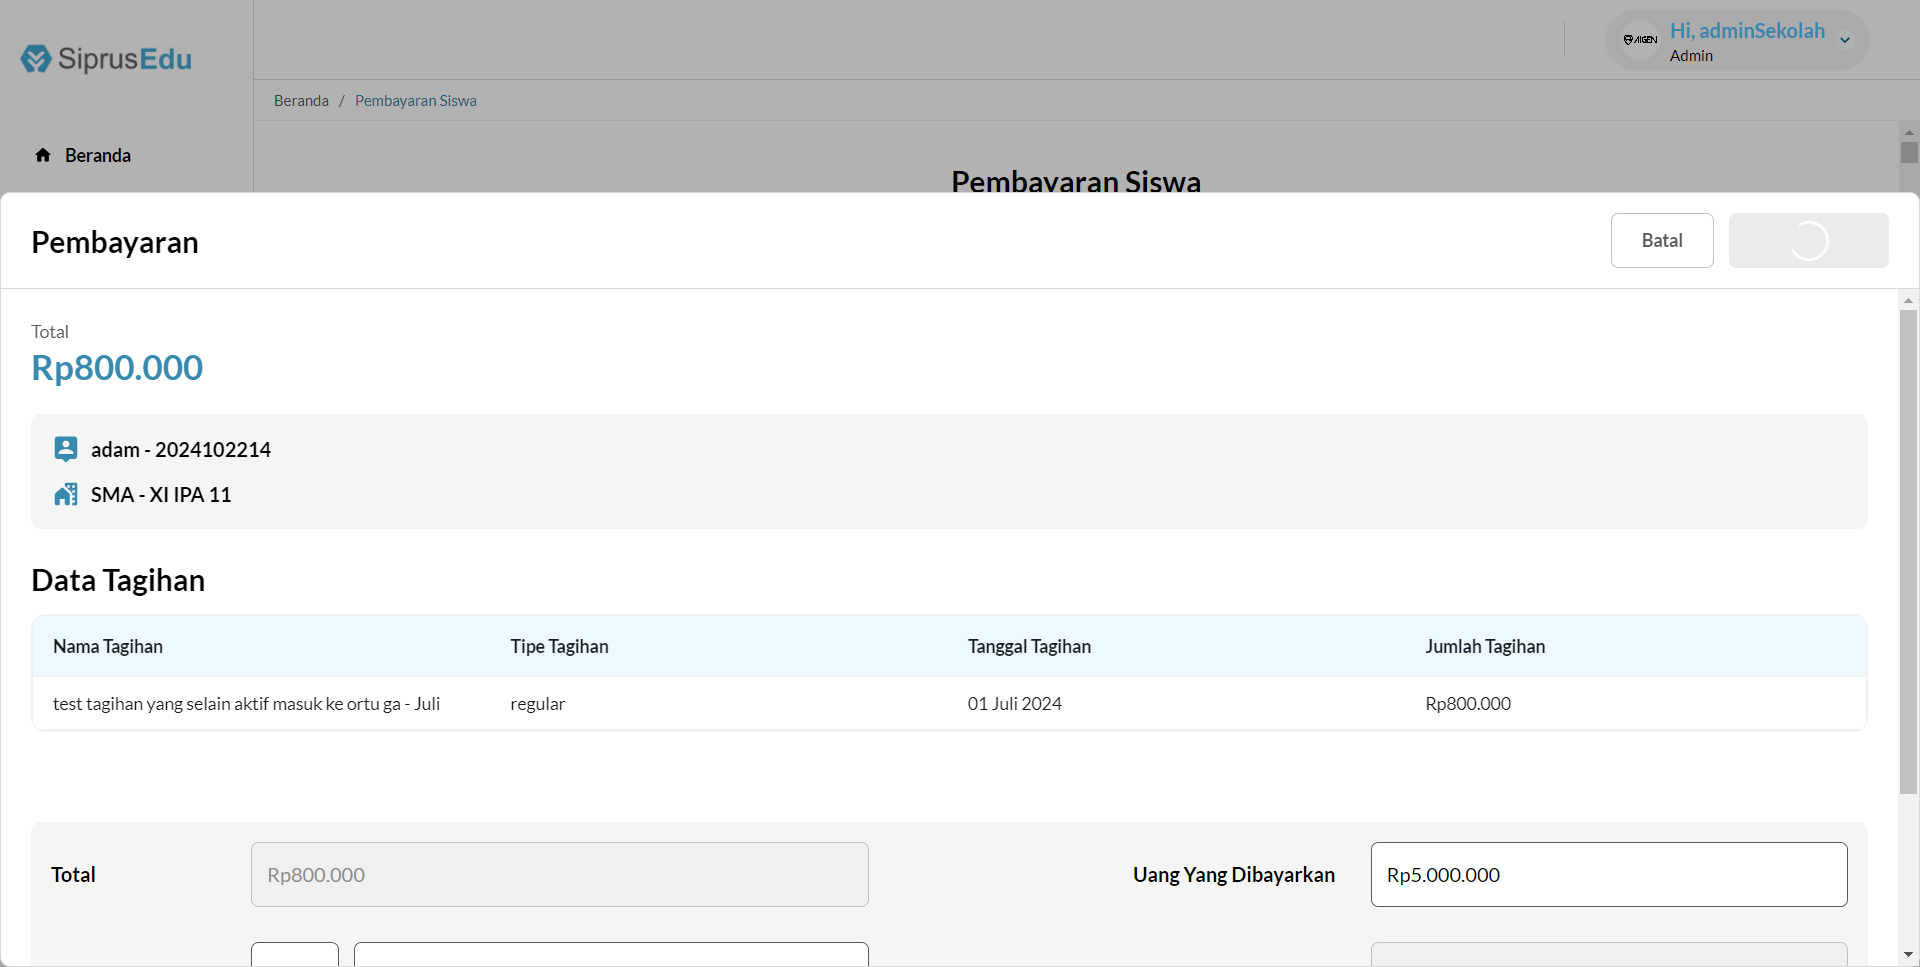 SiprusEdu
AIGEN
Hi, adminSekolah
Admin
Beranda / Pembayaran Siswa
Beranda
Pembayaran Siswa
Pembayaran
Batal
Total
Rp800.000
adam - 2024102214
SMA - XI IPA 11
Data Tagihan
Nama Tagihan Tipe Tagihan Tanggal Tagihan Jumlah Tagihan
test tagihan yang selain aktif masuk ke ortu ga - Juli regular 01 Juli 2024 Rp800.000
Total Rp800.000 Uang Yang Dibayarkan Rp5.000.000